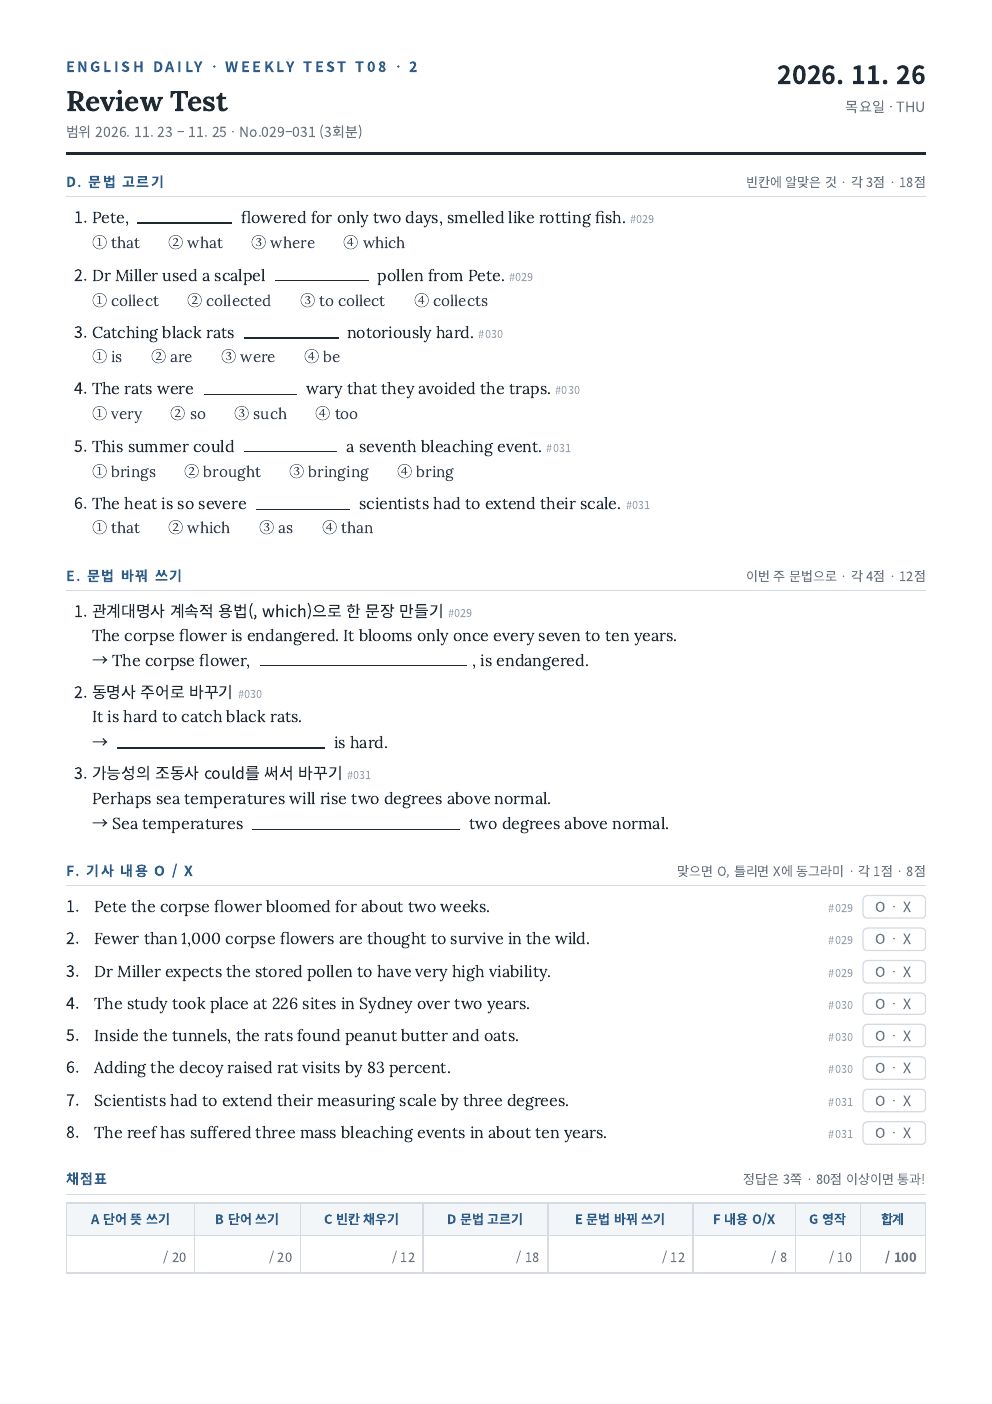 ENGLISH DAILY · WEEKLY TEST T08 · 2
Review Test
범위 2026. 11. 23 – 11. 25 · No.029–031 (3회분)
2026. 11. 26
목요일 · THU
D. 문법 고르기
빈칸에 알맞은 것 · 각 3점 · 18점
1. Pete, __________ flowered for only two days, smelled like rotting fish. #029
① that ② what ③ where ④ which
2. Dr Miller used a scalpel __________ pollen from Pete. #029
① collect ② collected ③ to collect ④ collects
3. Catching black rats __________ notoriously hard. #030
① is ② are ③ were ④ be
4. The rats were __________ wary that they avoided the traps. #030
① very ② so ③ such ④ too
5. This summer could __________ a seventh bleaching event. #031
① brings ② brought ③ bringing ④ bring
6. The heat is so severe __________ scientists had to extend their scale. #031
① that ② which ③ as ④ than
E. 문법 바꿔 쓰기
이번 주 문법으로 · 각 4점 · 12점
1. 관계대명사 계속적 용법(, which)으로 한 문장 만들기 #029
The corpse flower is endangered. It blooms only once every seven to ten years.
→ The corpse flower, ____________________ , is endangered.
2. 동명사 주어로 바꾸기 #030
It is hard to catch black rats.
→ ____________________ is hard.
3. 가능성의 조동사 could를 써서 바꾸기 #031
Perhaps sea temperatures will rise two degrees above normal.
→ Sea temperatures ____________________ two degrees above normal.
F. 기사 내용 O / X
맞으면 O, 틀리면 X에 동그라미 · 각 1점 · 8점
1. Pete the corpse flower bloomed for about two weeks. #029 O · X
2. Fewer than 1,000 corpse flowers are thought to survive in the wild. #029 O · X
3. Dr Miller expects the stored pollen to have very high viability. #029 O · X
4. The study took place at 226 sites in Sydney over two years. #030 O · X
5. Inside the tunnels, the rats found peanut butter and oats. #030 O · X
6. Adding the decoy raised rat visits by 83 percent. #030 O · X
7. Scientists had to extend their measuring scale by three degrees. #031 O · X
8. The reef has suffered three mass bleaching events in about ten years. #031 O · X
채점표
정답은 3쪽 · 80점 이상이면 통과!
A 단어 뜻 쓰기 B 단어 쓰기 C 빈칸 채우기 D 문법 고르기 E 문법 바꿔 쓰기 F 내용 O/X G 영작 합계
/ 20 / 20 / 12 / 18 / 12 / 8 / 10 / 100